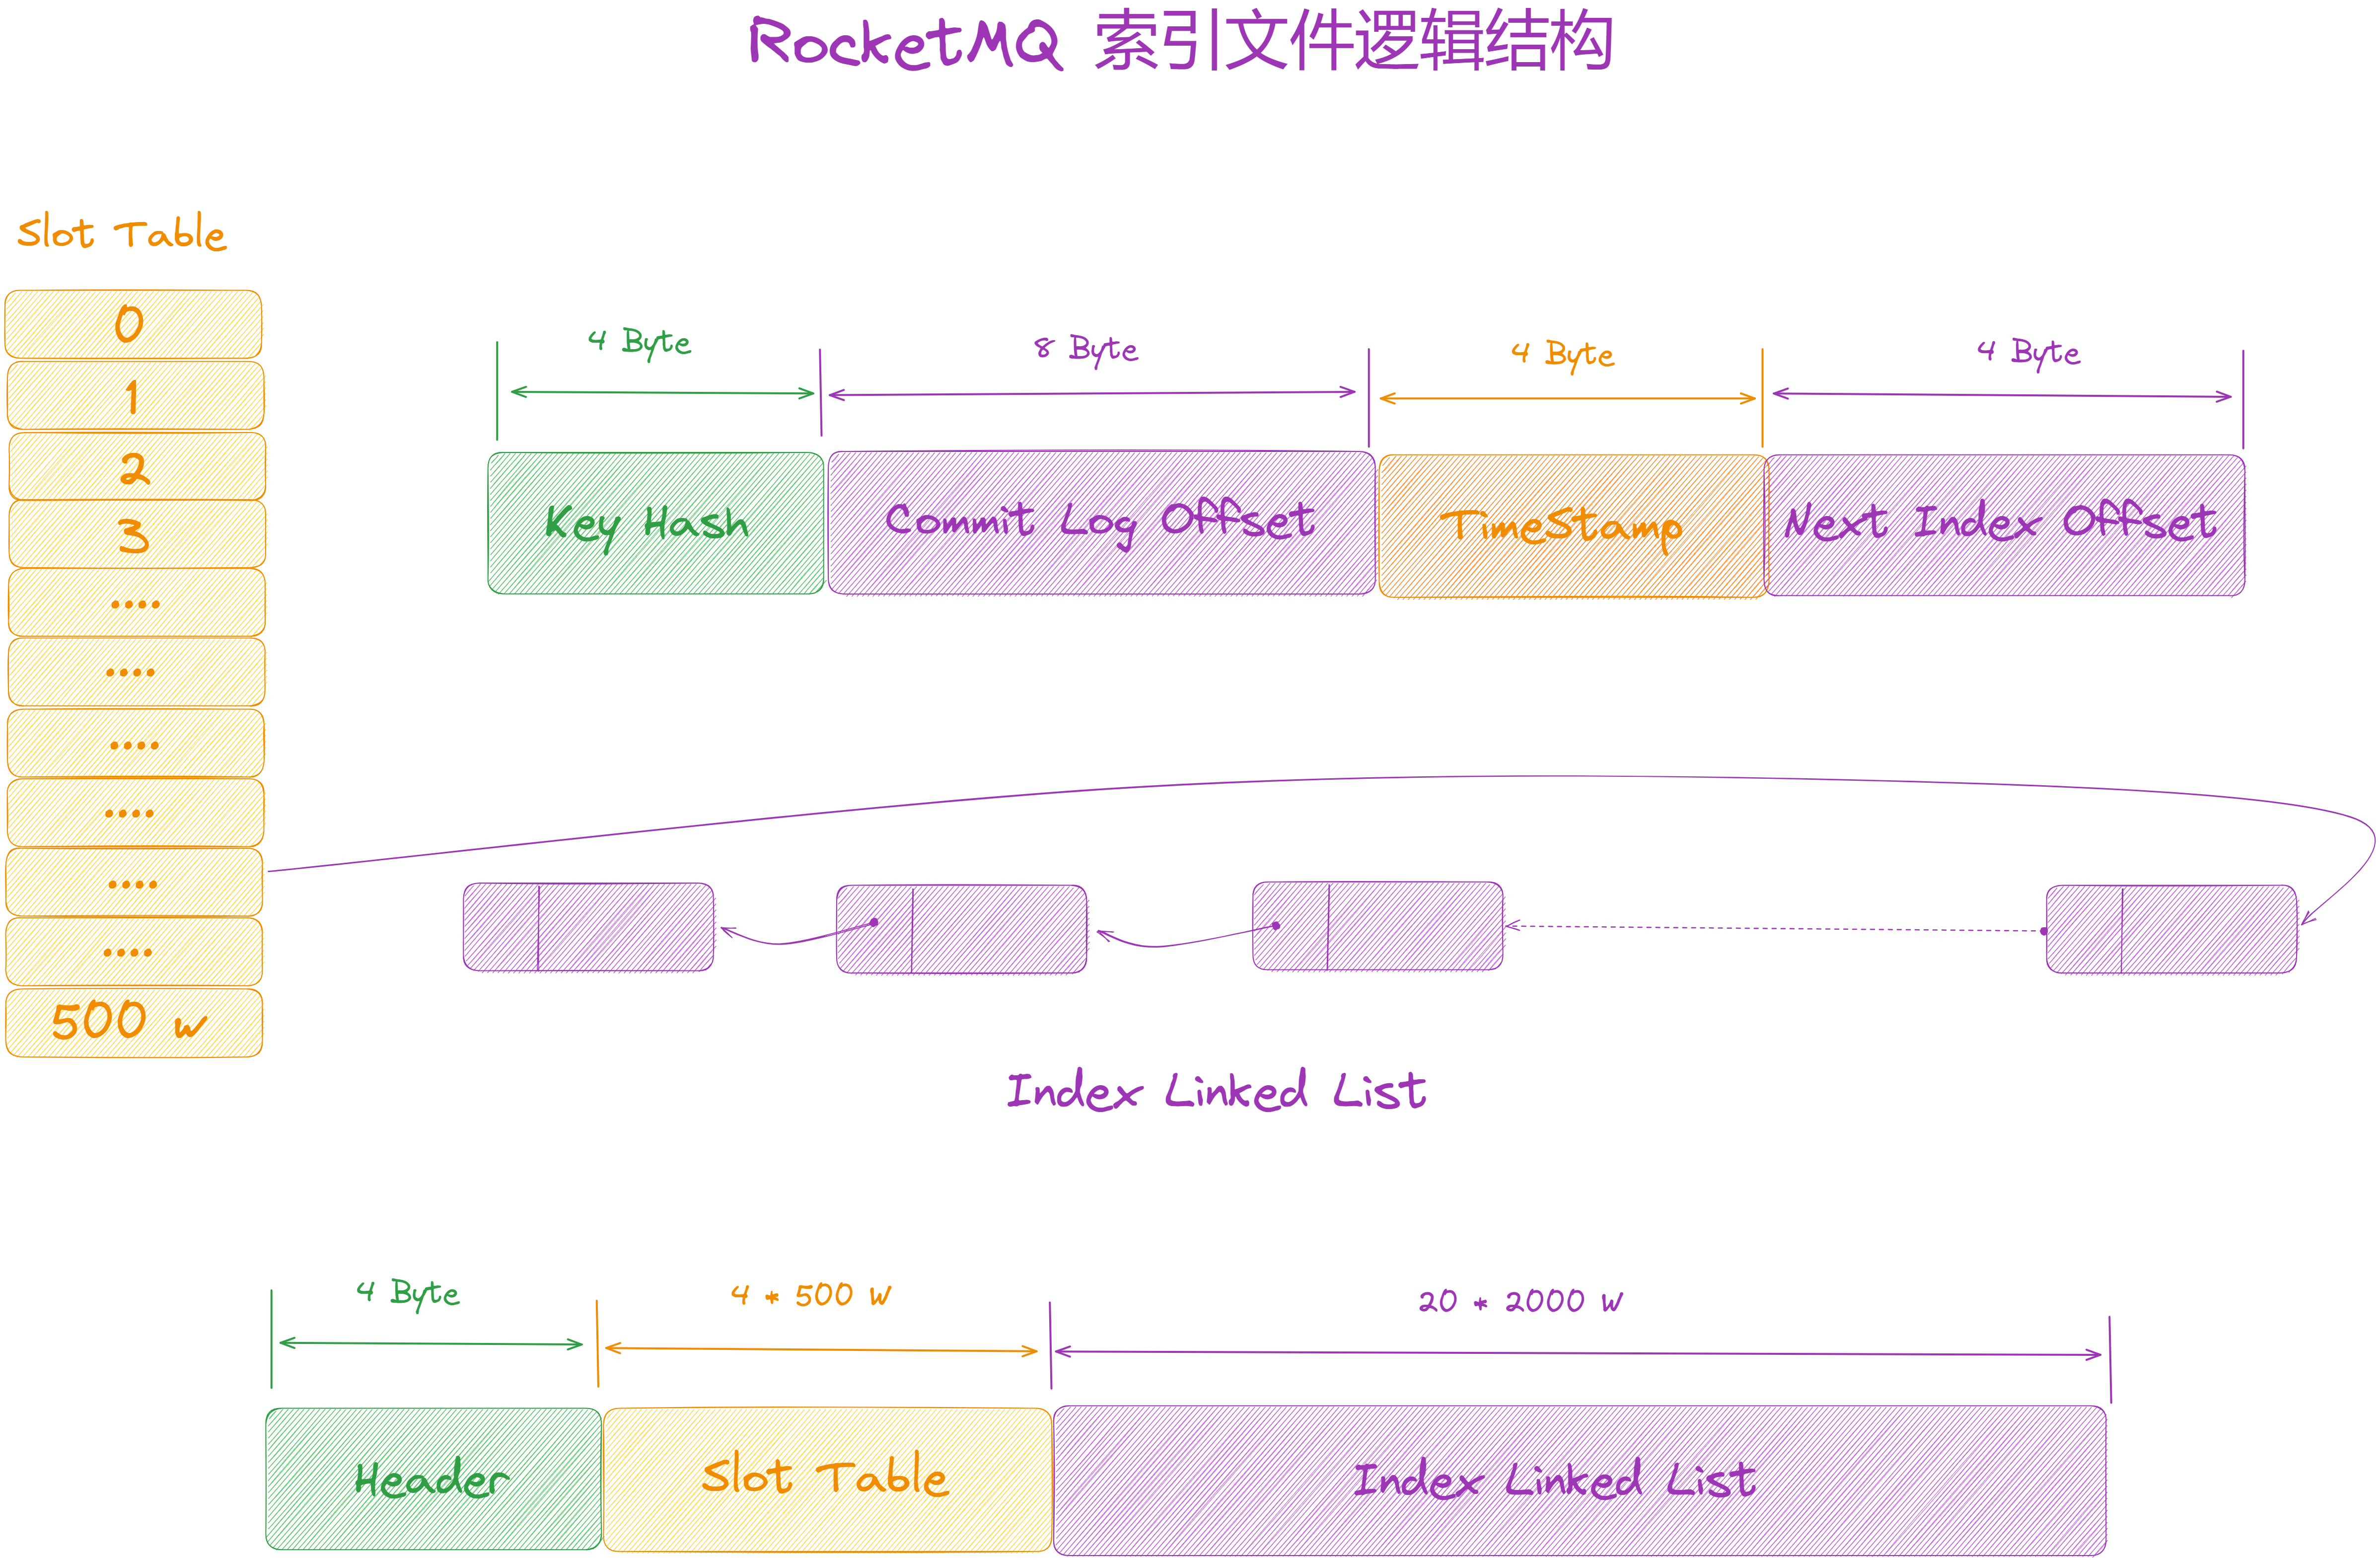 RocketMQ 索引文件逻辑结构
Slot Table
0
1
2
3
....
....
....
....
....
....
500 w
4 Byte
8 Byte
4 Byte
4 Byte
Key Hash
Commit Log Offset
TimeStamp
Next Index Offset
Index Linked List
4 Byte
4 * 500 W
20 * 2000 W
Header
Slot Table
Index Linked List